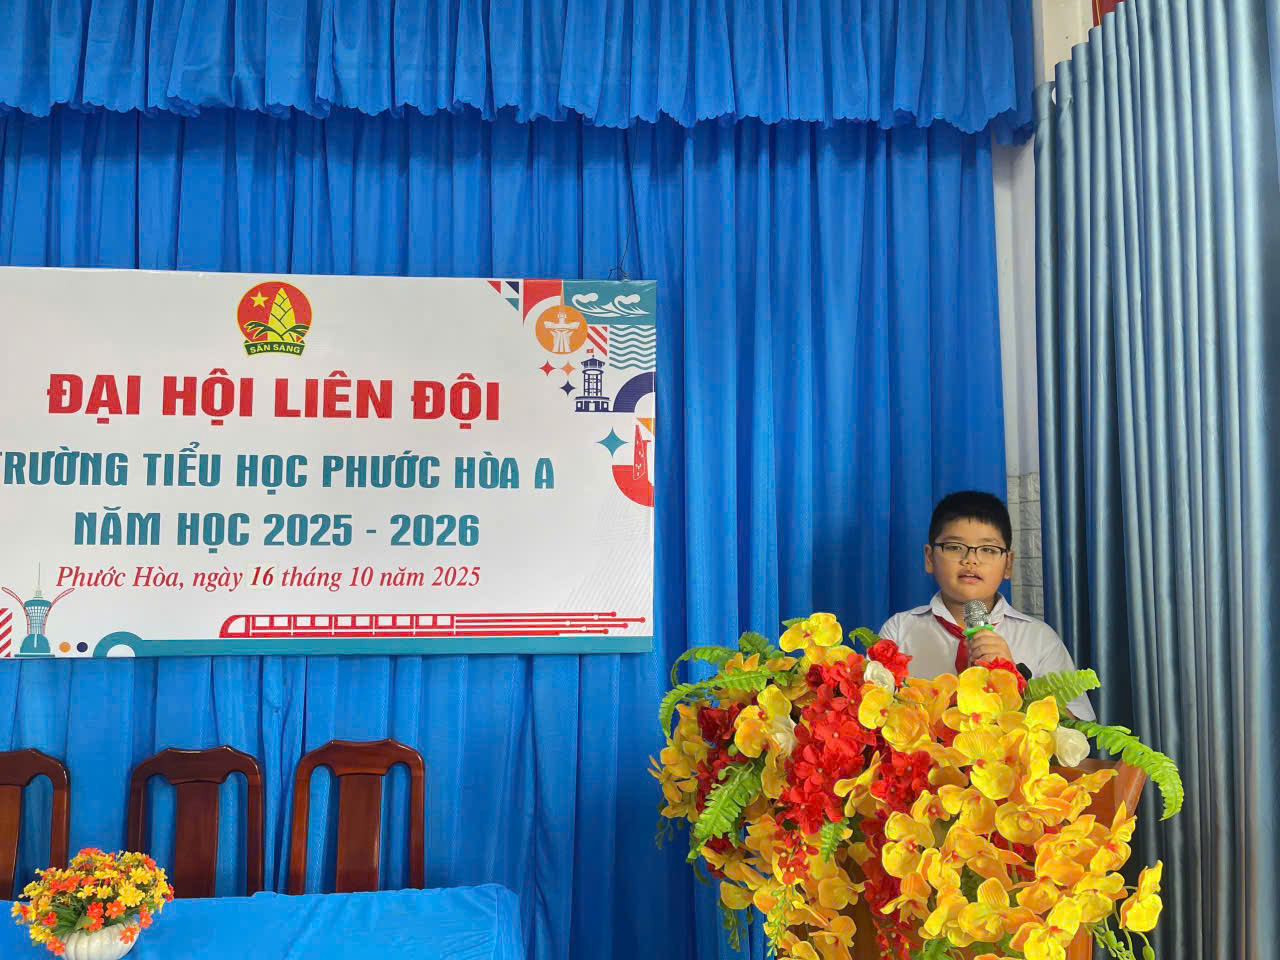 SẴN SÀNG
ĐẠI HỘI LIÊN ĐỘI
TRƯỜNG TIỂU HỌC PHƯỚC HÒA A
NĂM HỌC 2025 - 2026
Phước Hòa, ngày 16 tháng 10 năm 2025